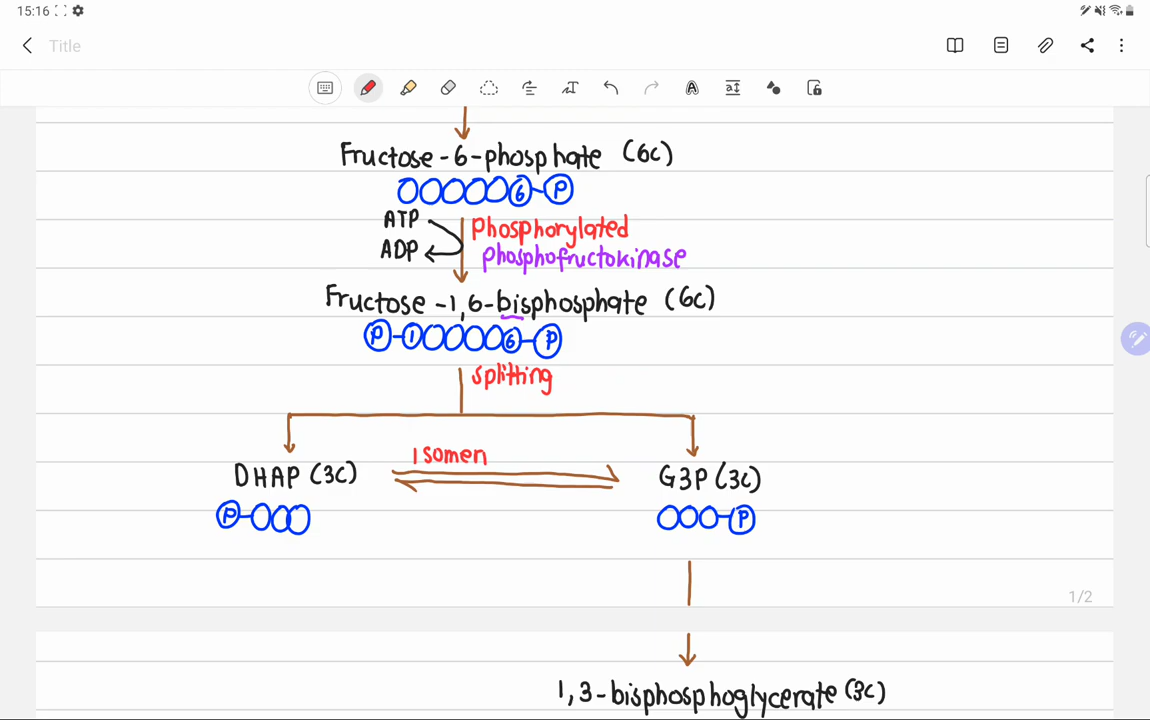 15:16
Title
Fructose-6-phosphate (6c)
6 P
ATP phosphorylated
ADP phosphofructokinase
Fructose-1,6-bisphosphate (6c)
P 1 6 P
splitting
Isomen
DHAP (3c) G3P (3c)
P P
1/2
1,3-bisphosphoglycerate (3c)